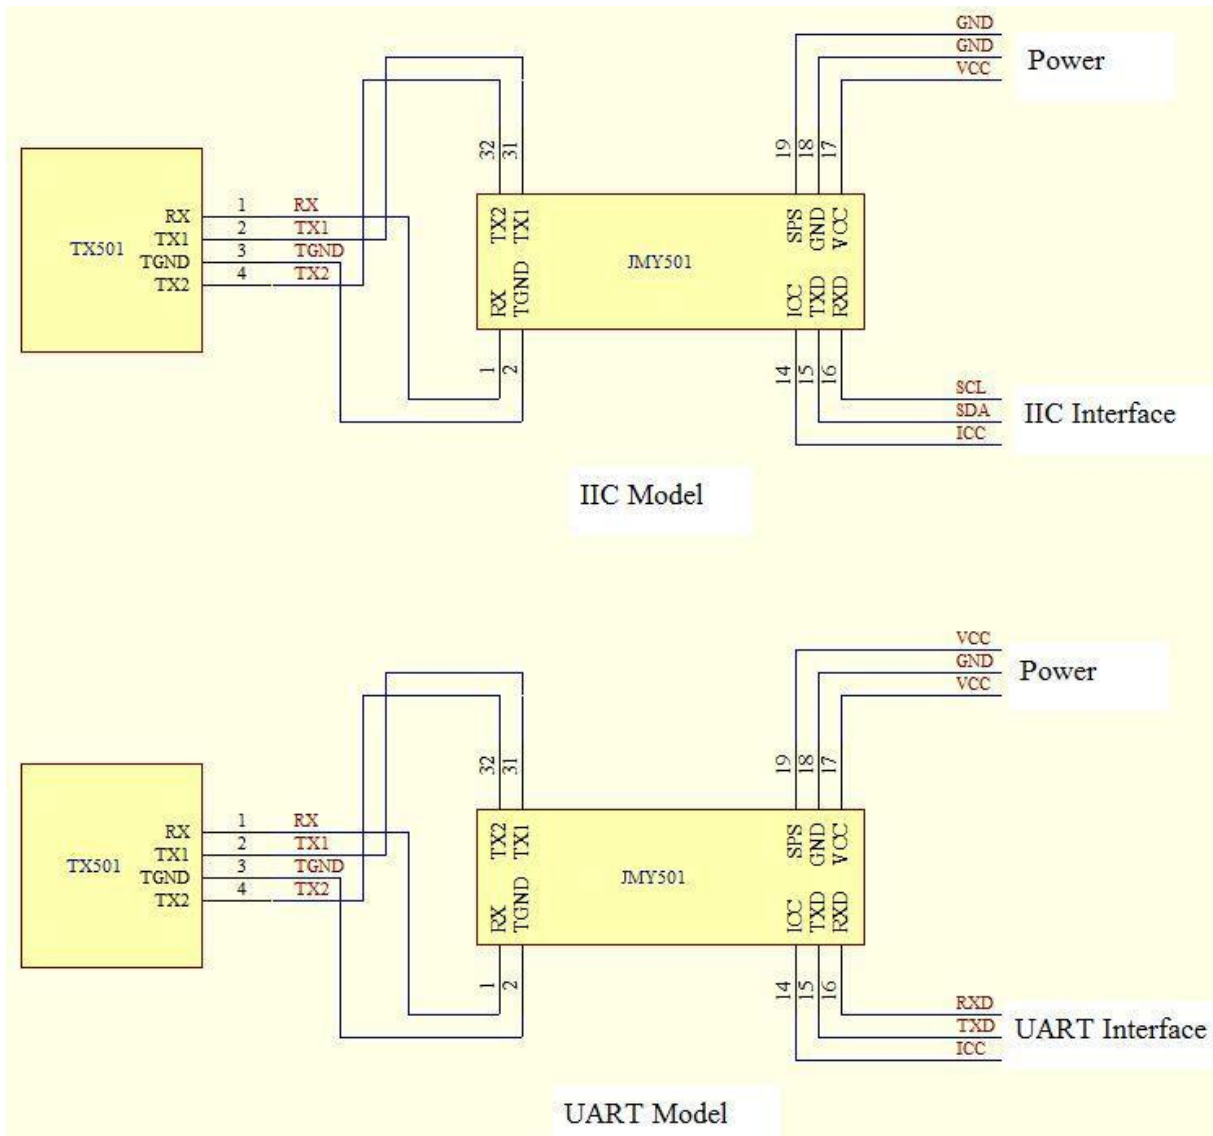 GND
GND
VCC
Power
32
31
19
18
17
TX501
RX
TX1
TGND
TX2
1
2
3
4
RX
TX1
TGND
TX2
TX2
TX1
RX
TGND
JMY501
SPS
GND
VCC
ICC
TXD
RXD
1
2
14
15
16
SCL
SDA
ICC
IIC Interface
IIC Model
VCC
GND
VCC
Power
32
31
19
18
17
TX501
RX
TX1
TGND
TX2
1
2
3
4
RX
TX1
TGND
TX2
TX2
TX1
RX
TGND
JMY501
SPS
GND
VCC
ICC
TXD
RXD
1
2
14
15
16
RXD
TXD
ICC
UART Interface
UART Model